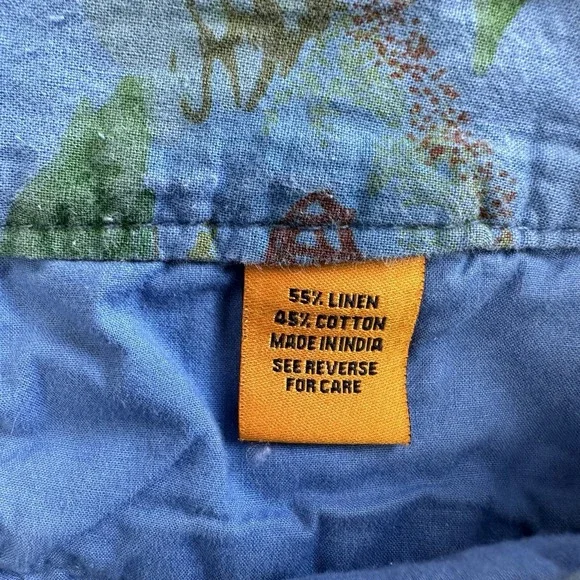 55% LINEN
45% COTTON
MADE IN INDIA
SEE REVERSE
FOR CARE